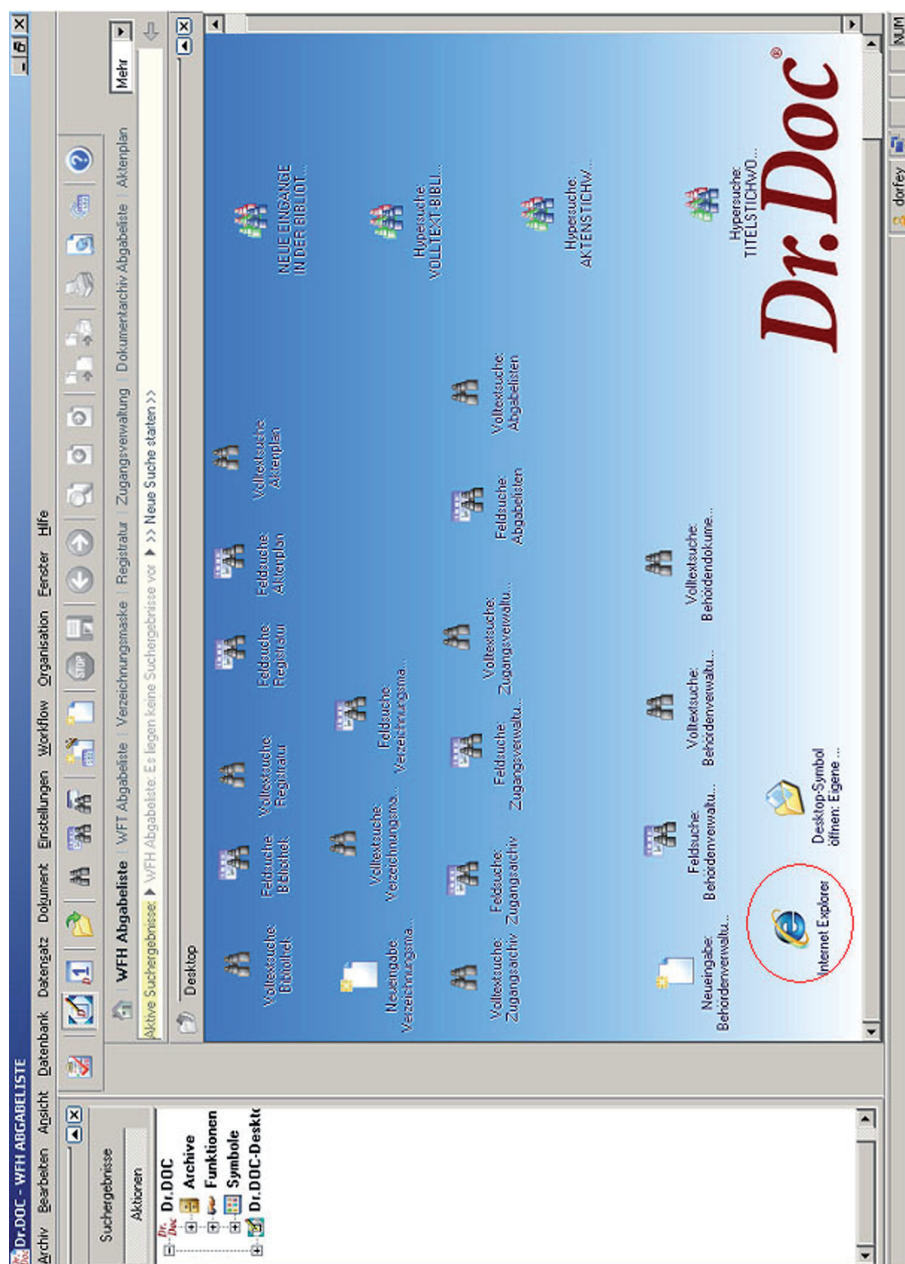 Dr.DOC - WFH ABGABELISTE
Archiv Bearbeiten Ansicht Datenbank Datensatz Dokument Einstellungen Workflow Organisation Fenster Hilfe
WFH Abgabeliste | WFT Abgabeliste | Verzeichnungsmaske | Registratur | Zugangsverwaltung | Dokumentarchiv Abgabeliste | Aktenplan
Mehr
Aktive Suchergebnisse: WFH Abgabeliste: Es liegen keine Suchergebnisse vor >> Neue Suche starten >>
Suchergebnisse
Aktionen
Dr.DOC
Archive
Funktionen
Symbole
Dr.DOC-Deskto
Desktop
Volltextsuche:
Bibliothek
Feldsuche:
Bibliothek
Volltextsuche:
Registratur
Feldsuche:
Registratur
Feldsuche:
Aktenplan
Volltextsuche:
Aktenplan
NEUE EINGÄNGE
IN DER BIBLIOT...
Neueingabe
Verzeichnungsma...
Volltextsuche
Verzeichnungsma...
Feldsuche:
Verzeichnungsma...
Hypersuche:
VOLLTEXT-BIBLI...
Volltextsuche:
Zugangsarchiv
Feldsuche:
Zugangsarchiv
Feldsuche:
Zugangsverwaltu...
Volltextsuche:
Zugangsverwaltu...
Feldsuche:
Abgabelisten
Volltextsuche:
Abgabelisten
Hypersuche:
AKTENSTICHW...
Neueingabe:
Behördenverwaltu...
Feldsuche:
Behördenverwaltu...
Volltextsuche:
Behördenverwaltu...
Volltextsuche:
Behördendokume...
Hypersuche:
TITELSTICHWO...
Internet Explorer
Desktop-Symbol
öffnen: Eigene ...
Dr.Doc®
dorfey
NUM